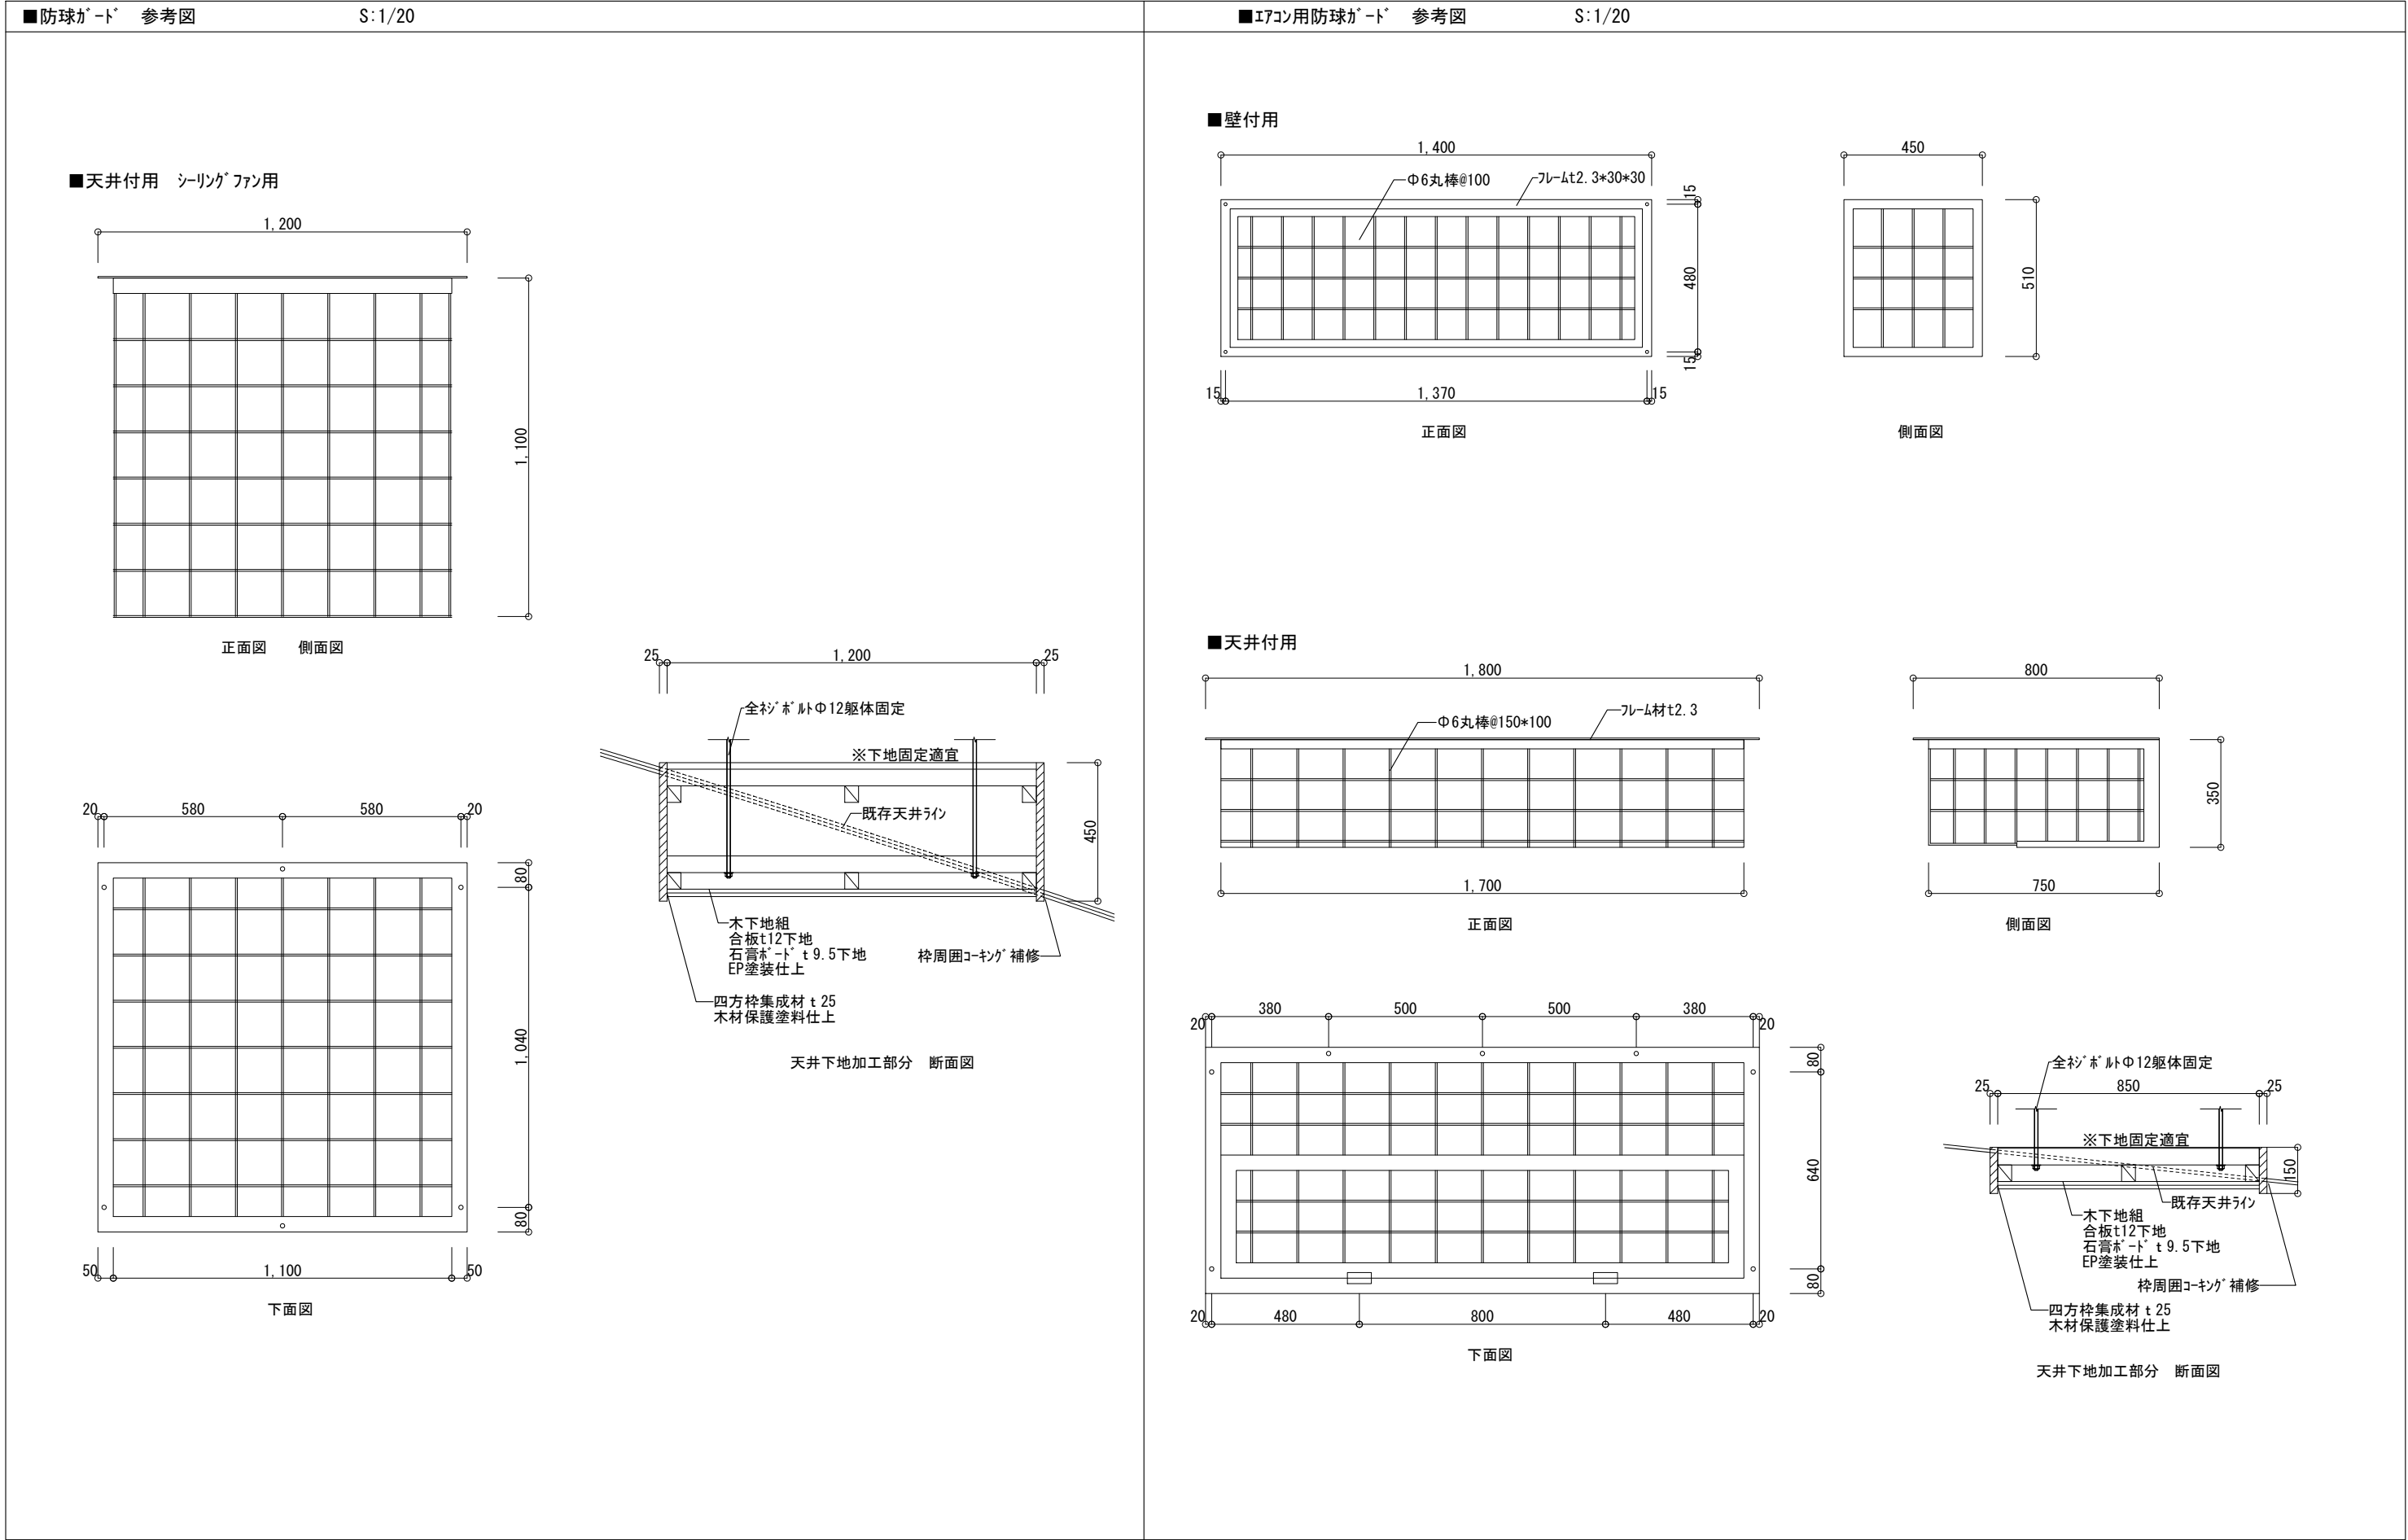 ■防球ｶﾞｰﾄﾞ　参考図　S:1/20
■天井付用　ｼｰﾘﾝｸﾞﾌｧﾝ用
1,200
1,100
正面図　側面図
20
580
580
20
80
1,040
80
50
1,100
50
下面図
25
1,200
25
全ﾈｼﾞﾎﾞﾙﾄΦ12躯体固定
※下地固定適宜
既存天井ﾗｲﾝ
450
木下地組
合板t12下地
石膏ﾎﾞｰﾄﾞｔ9.5下地
EP塗装仕上
枠周囲ｺｰｷﾝｸﾞ補修
四方枠集成材ｔ25
木材保護塗料仕上
天井下地加工部分　断面図
■ｴｱｺﾝ用防球ｶﾞｰﾄﾞ　参考図　S:1/20
■壁付用
1,400
Φ6丸棒@100
ﾌﾚｰﾑt2.3*30*30
15
480
15
15
1,370
15
正面図
450
510
側面図
■天井付用
1,800
Φ6丸棒@150*100
ﾌﾚｰﾑ材t2.3
1,700
正面図
800
350
750
側面図
20
380
500
500
380
20
80
640
80
20
480
800
480
20
下面図
全ﾈｼﾞﾎﾞﾙﾄΦ12躯体固定
25
850
25
※下地固定適宜
150
既存天井ﾗｲﾝ
木下地組
合板t12下地
石膏ﾎﾞｰﾄﾞｔ9.5下地
EP塗装仕上
枠周囲ｺｰｷﾝｸﾞ補修
四方枠集成材ｔ25
木材保護塗料仕上
天井下地加工部分　断面図